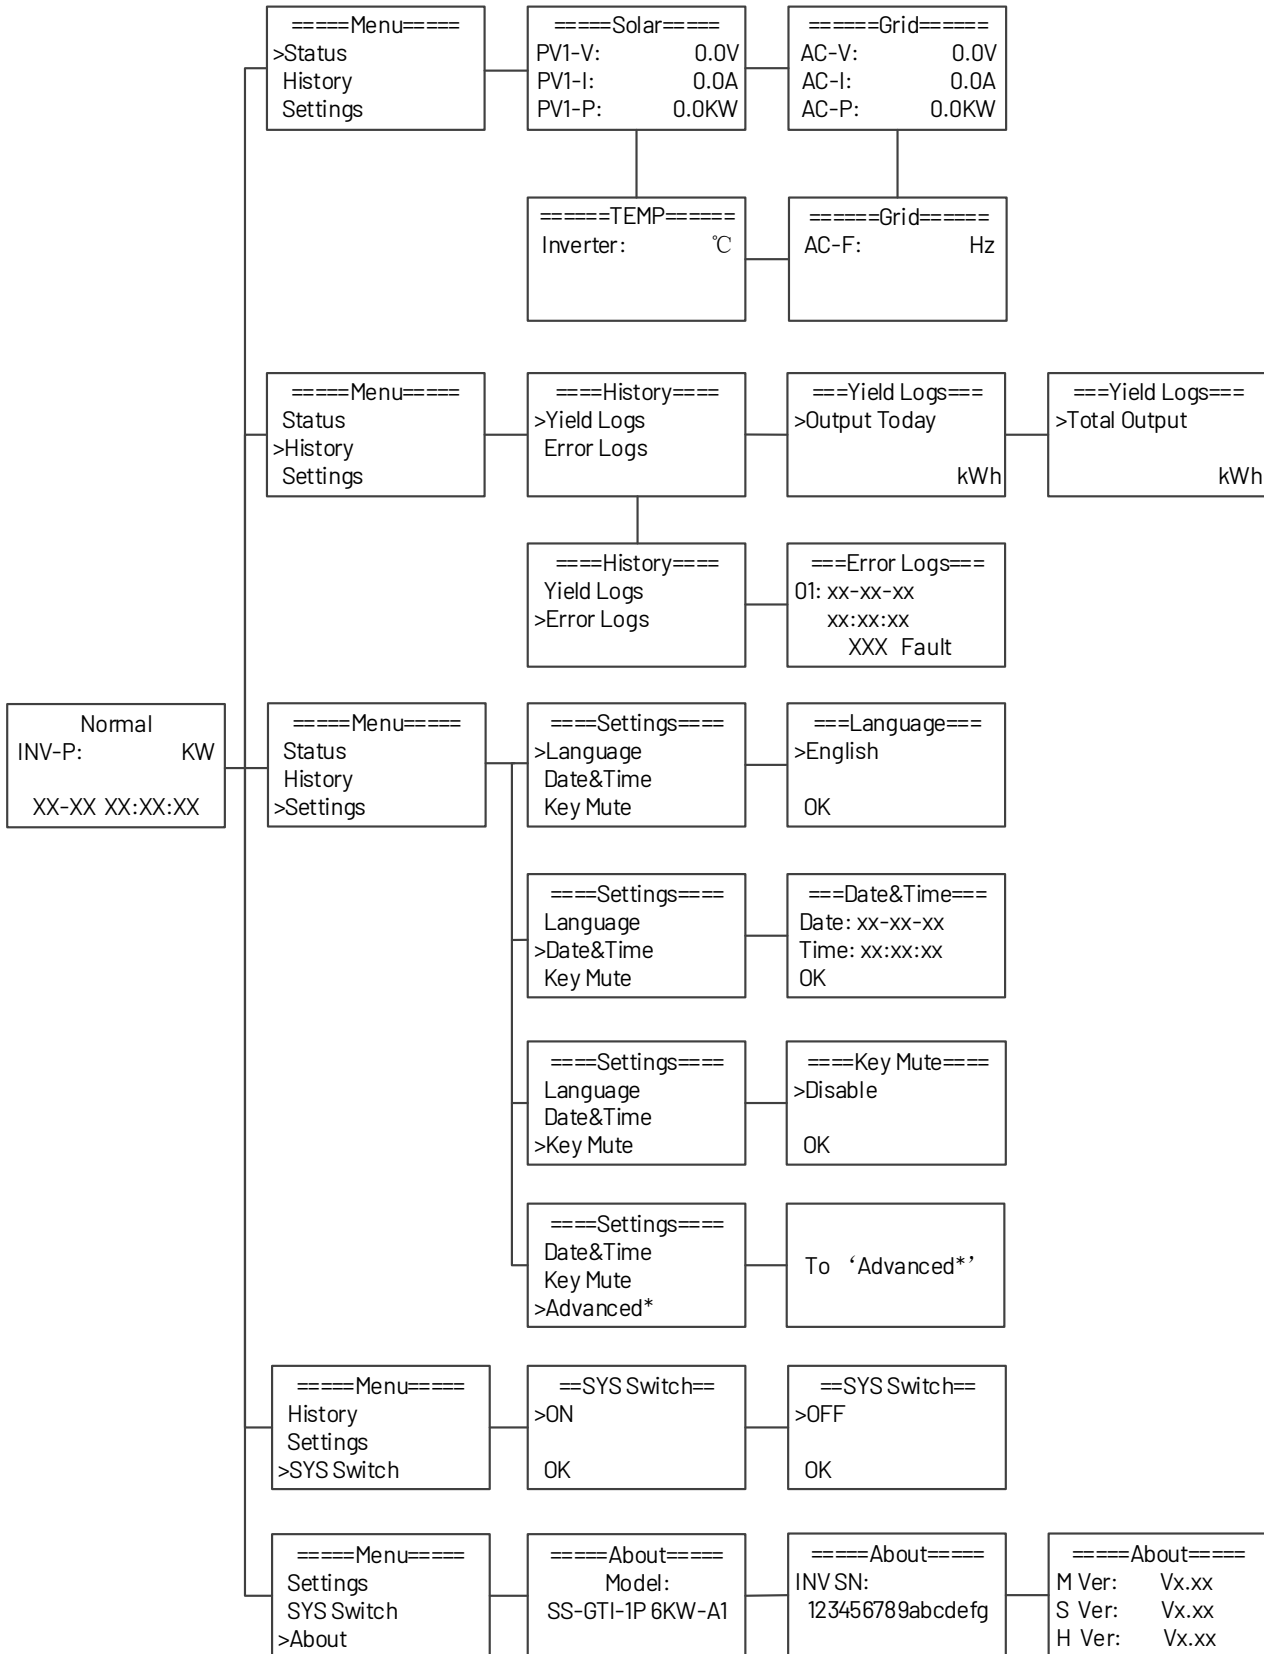 =====Menu=====
>Status
History
Settings
=====Solar=====
PV1-V: 0.0V
PV1-I: 0.0A
PV1-P: 0.0KW
======Grid======
AC-V: 0.0V
AC-I: 0.0A
AC-P: 0.0KW
======TEMP======
Inverter: ℃
======Grid======
AC-F: Hz
=====Menu=====
Status
>History
Settings
====History====
>Yield Logs
Error Logs
===Yield Logs===
>Output Today
kWh
===Yield Logs===
>Total Output
kWh
====History====
Yield Logs
>Error Logs
===Error Logs===
01: xx-xx-xx
xx:xx:xx
XXX Fault
Normal
INV-P: KW
XX-XX XX:XX:XX
=====Menu=====
Status
History
>Settings
====Settings====
>Language
Date&Time
Key Mute
===Language===
>English
OK
====Settings====
Language
>Date&Time
Key Mute
===Date&Time===
Date: xx-xx-xx
Time: xx:xx:xx
OK
====Settings====
Language
Date&Time
>Key Mute
====Key Mute====
>Disable
OK
====Settings====
Date&Time
Key Mute
>Advanced*
To ‘Advanced*’
=====Menu=====
History
Settings
>SYS Switch
==SYS Switch==
>ON
OK
==SYS Switch==
>OFF
OK
=====Menu=====
Settings
SYS Switch
>About
=====About=====
Model:
SS-GTI-1P 6KW-A1
=====About=====
INV SN:
123456789abcdefg
=====About=====
M Ver: Vx.xx
S Ver: Vx.xx
H Ver: Vx.xx